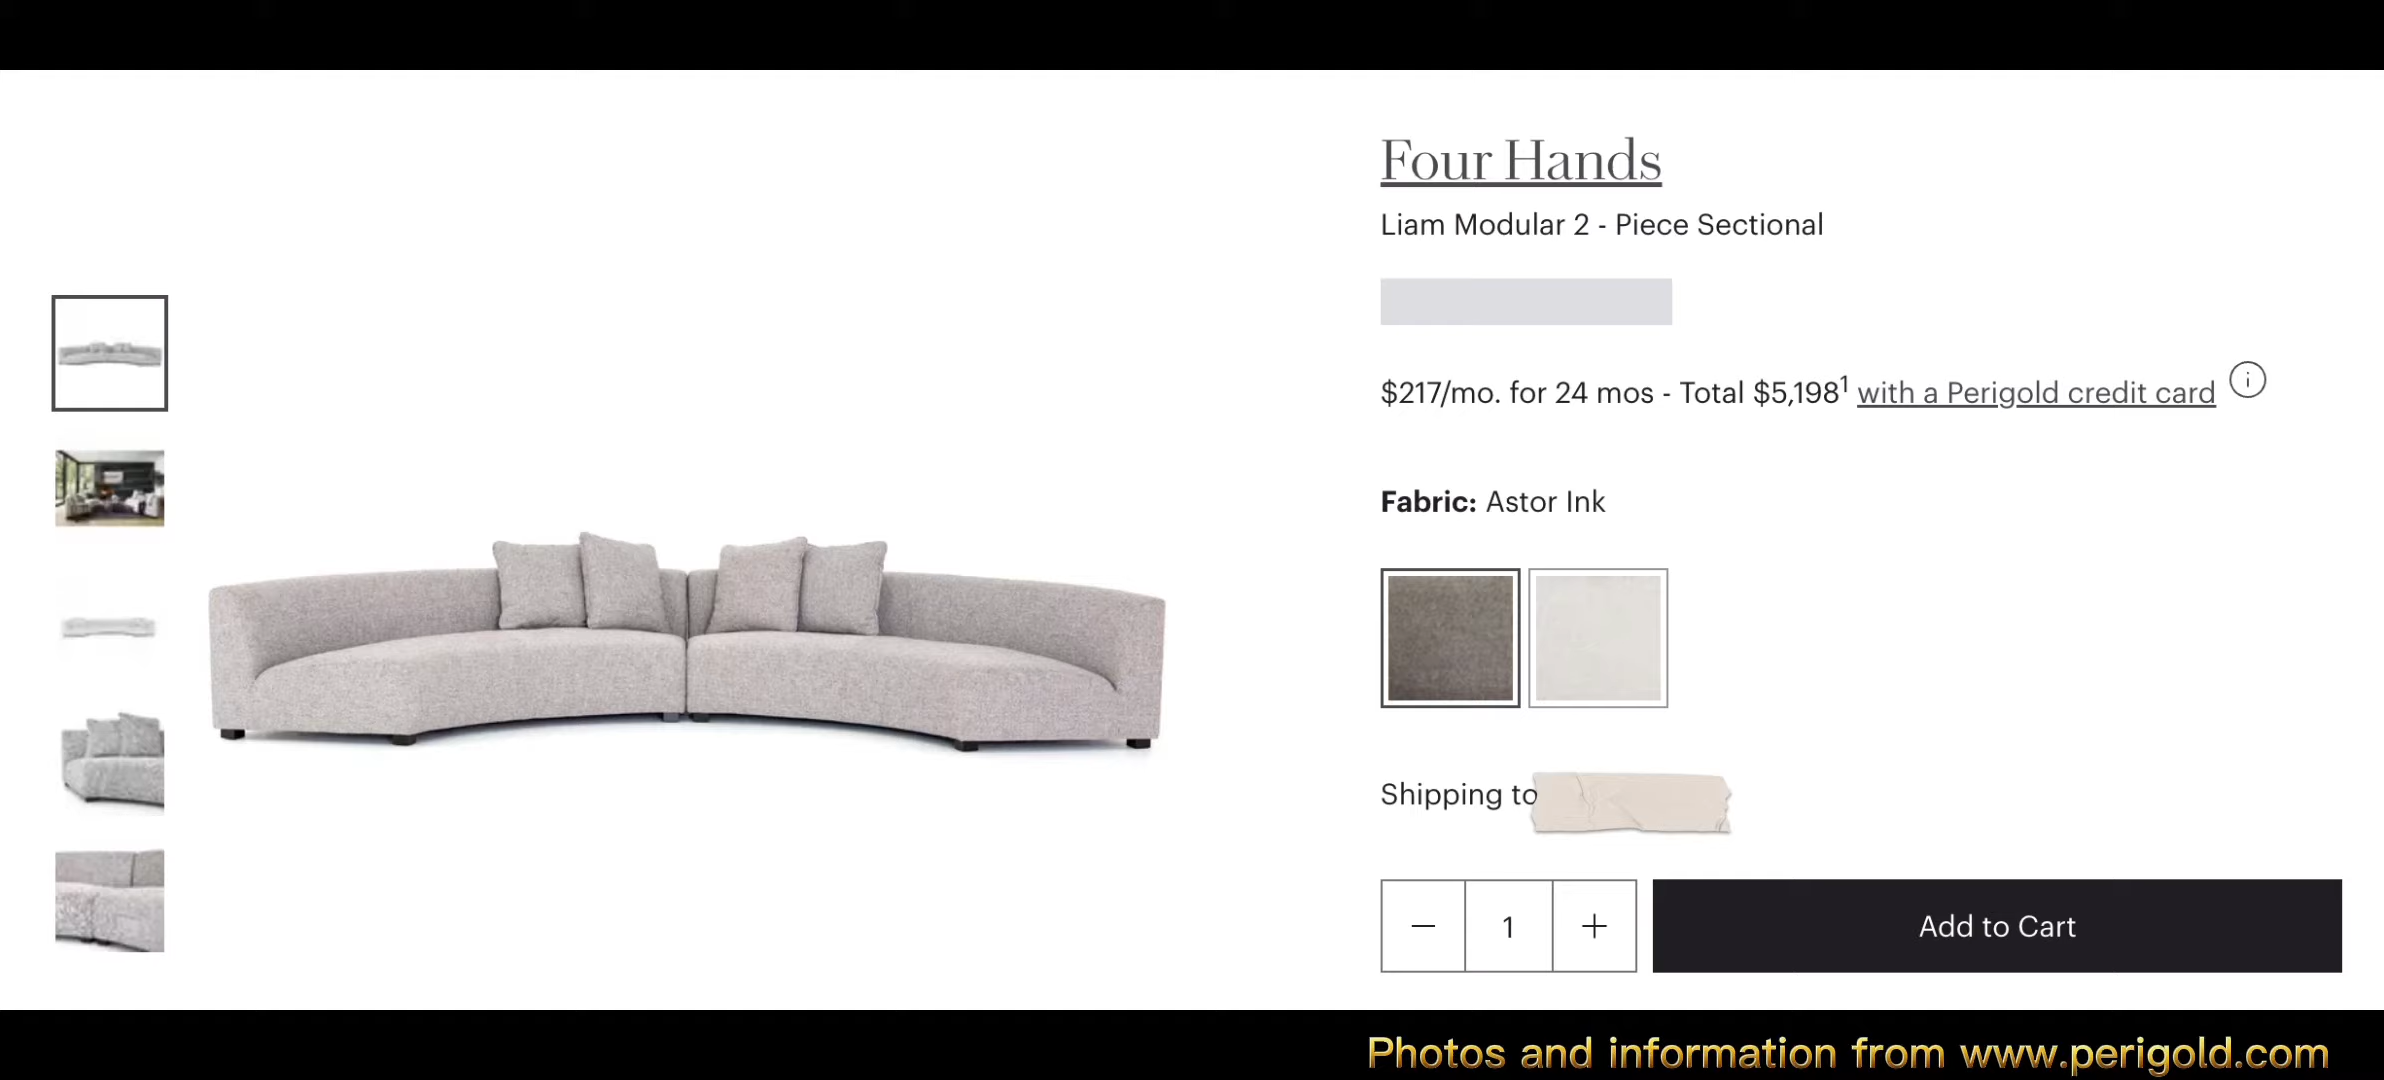 Four Hands
Liam Modular 2 - Piece Sectional
$217/mo. for 24 mos - Total $5,198¹ with a Perigold credit card i
Fabric: Astor Ink
Shipping to
− 1 + Add to Cart
Photos and information from www.perigold.com